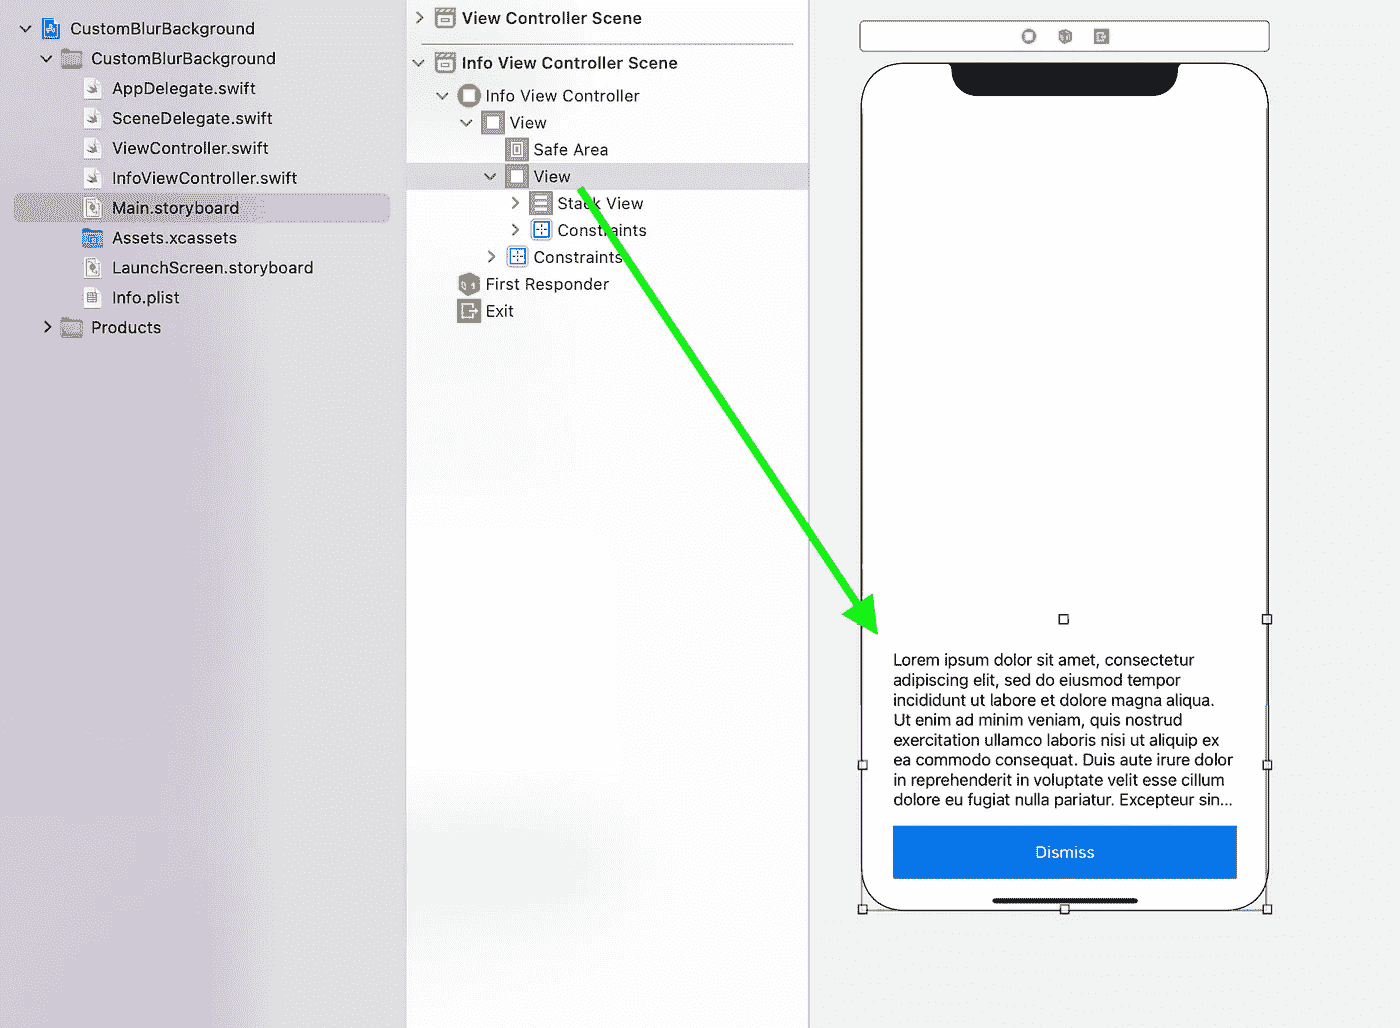 CustomBlurBackground
CustomBlurBackground
AppDelegate.swift
SceneDelegate.swift
ViewController.swift
InfoViewController.swift
Main.storyboard
Assets.xcassets
LaunchScreen.storyboard
Info.plist
Products
View Controller Scene
Info View Controller Scene
Info View Controller
View
Safe Area
View
Stack View
Constraints
Constraints
First Responder
Exit
Lorem ipsum dolor sit amet, consectetur
adipiscing elit, sed do eiusmod tempor
incididunt ut labore et dolore magna aliqua.
Ut enim ad minim veniam, quis nostrud
exercitation ullamco laboris nisi ut aliquip ex
ea commodo consequat. Duis aute irure dolor
in reprehenderit in voluptate velit esse cillum
dolore eu fugiat nulla pariatur. Excepteur sin...
Dismiss